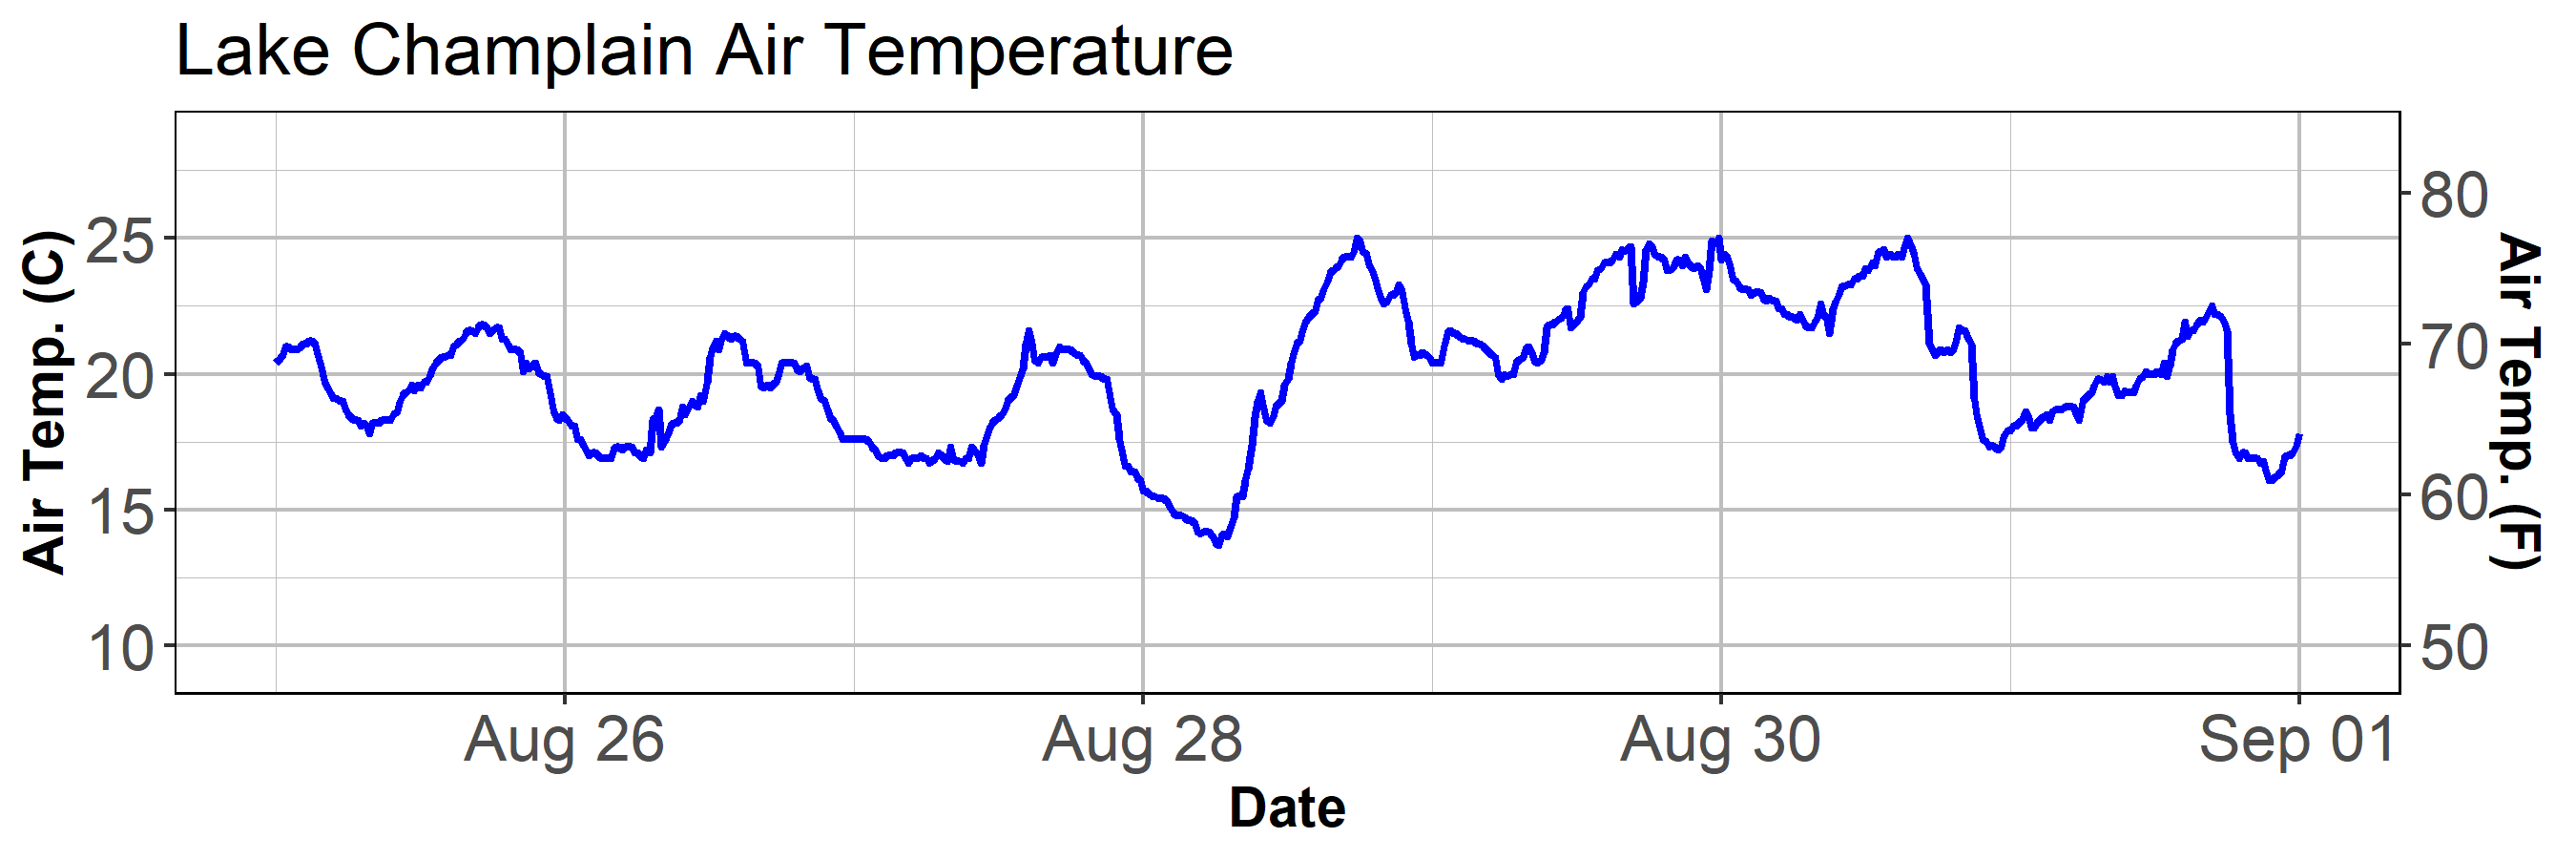 Lake Champlain Air Temperature
Air Temp. (C)
25
20
15
10
80
70
60
50
Air Temp. (F)
Aug 26
Aug 28
Aug 30
Sep 01
Date